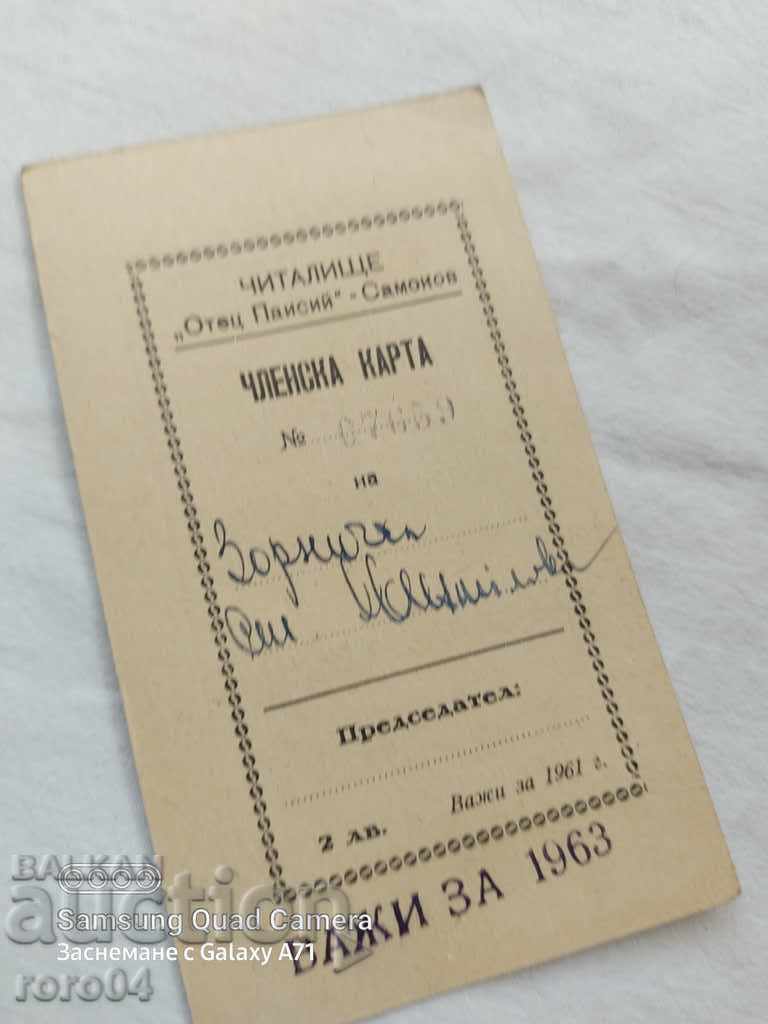 ЧИТАЛИЩЕ
„Отец Паисий" - Самоков
ЧЛЕНСКА КАРТА
№
на
Зорничка
Председател:
2 лв. Важи за 1961 г.
ВАЖИ ЗА 1963
BALKAN
auction
Samsung Quad Camera
Заснемане с Galaxy A71
roro04